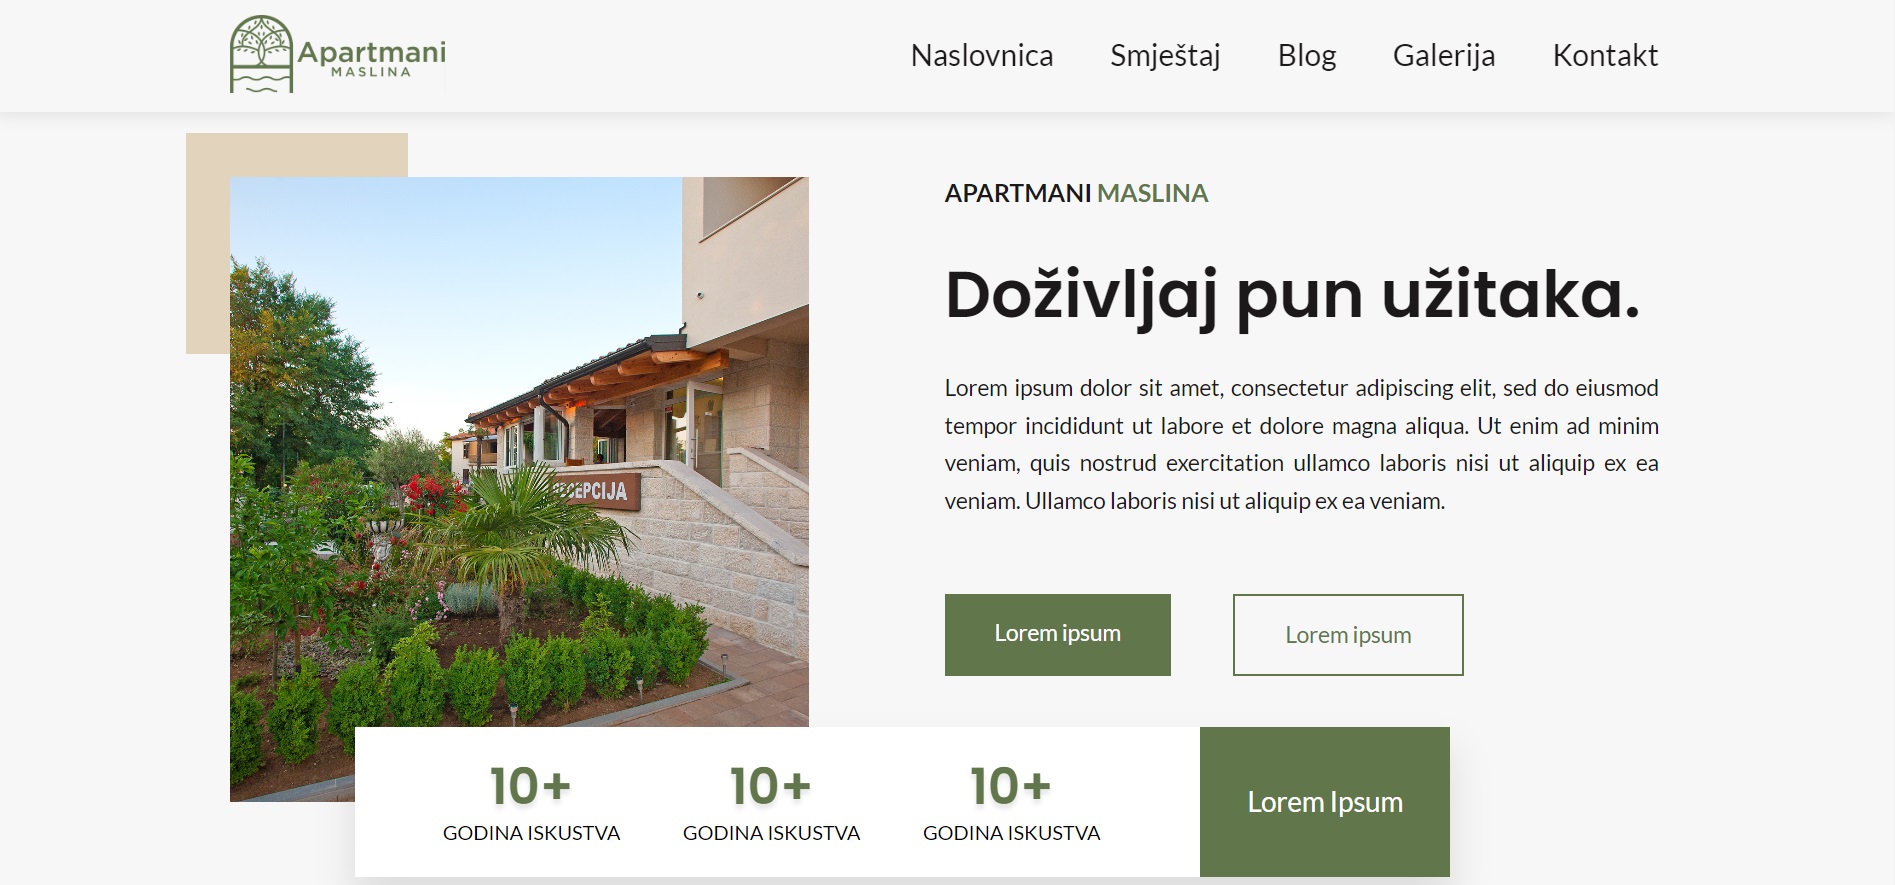 Apartmani
MASLINA
Naslovnica Smještaj Blog Galerija Kontakt
APARTMANI MASLINA
Doživljaj pun užitaka.
Lorem ipsum dolor sit amet, consectetur adipiscing elit, sed do eiusmod
tempor incididunt ut labore et dolore magna aliqua. Ut enim ad minim
veniam, quis nostrud exercitation ullamco laboris nisi ut aliquip ex ea
veniam. Ullamco laboris nisi ut aliquip ex ea veniam.
RECEPCIJA
Lorem ipsum Lorem ipsum
10+ 10+ 10+
GODINA ISKUSTVA GODINA ISKUSTVA GODINA ISKUSTVA
Lorem Ipsum